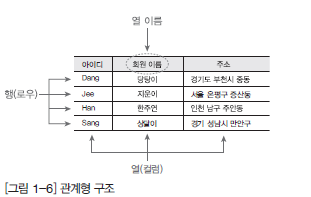 열 이름
아이디 회원 이름 주소
Dang 당탕이 경기도 부천시 중동
Jee 지운이 서울 은평구 증산동
행(로우)
Han 한주연 인천 남구 주안동
Sang 상달이 경기 성남시 만안구
열(컬럼)
[그림 1-6] 관계형 구조